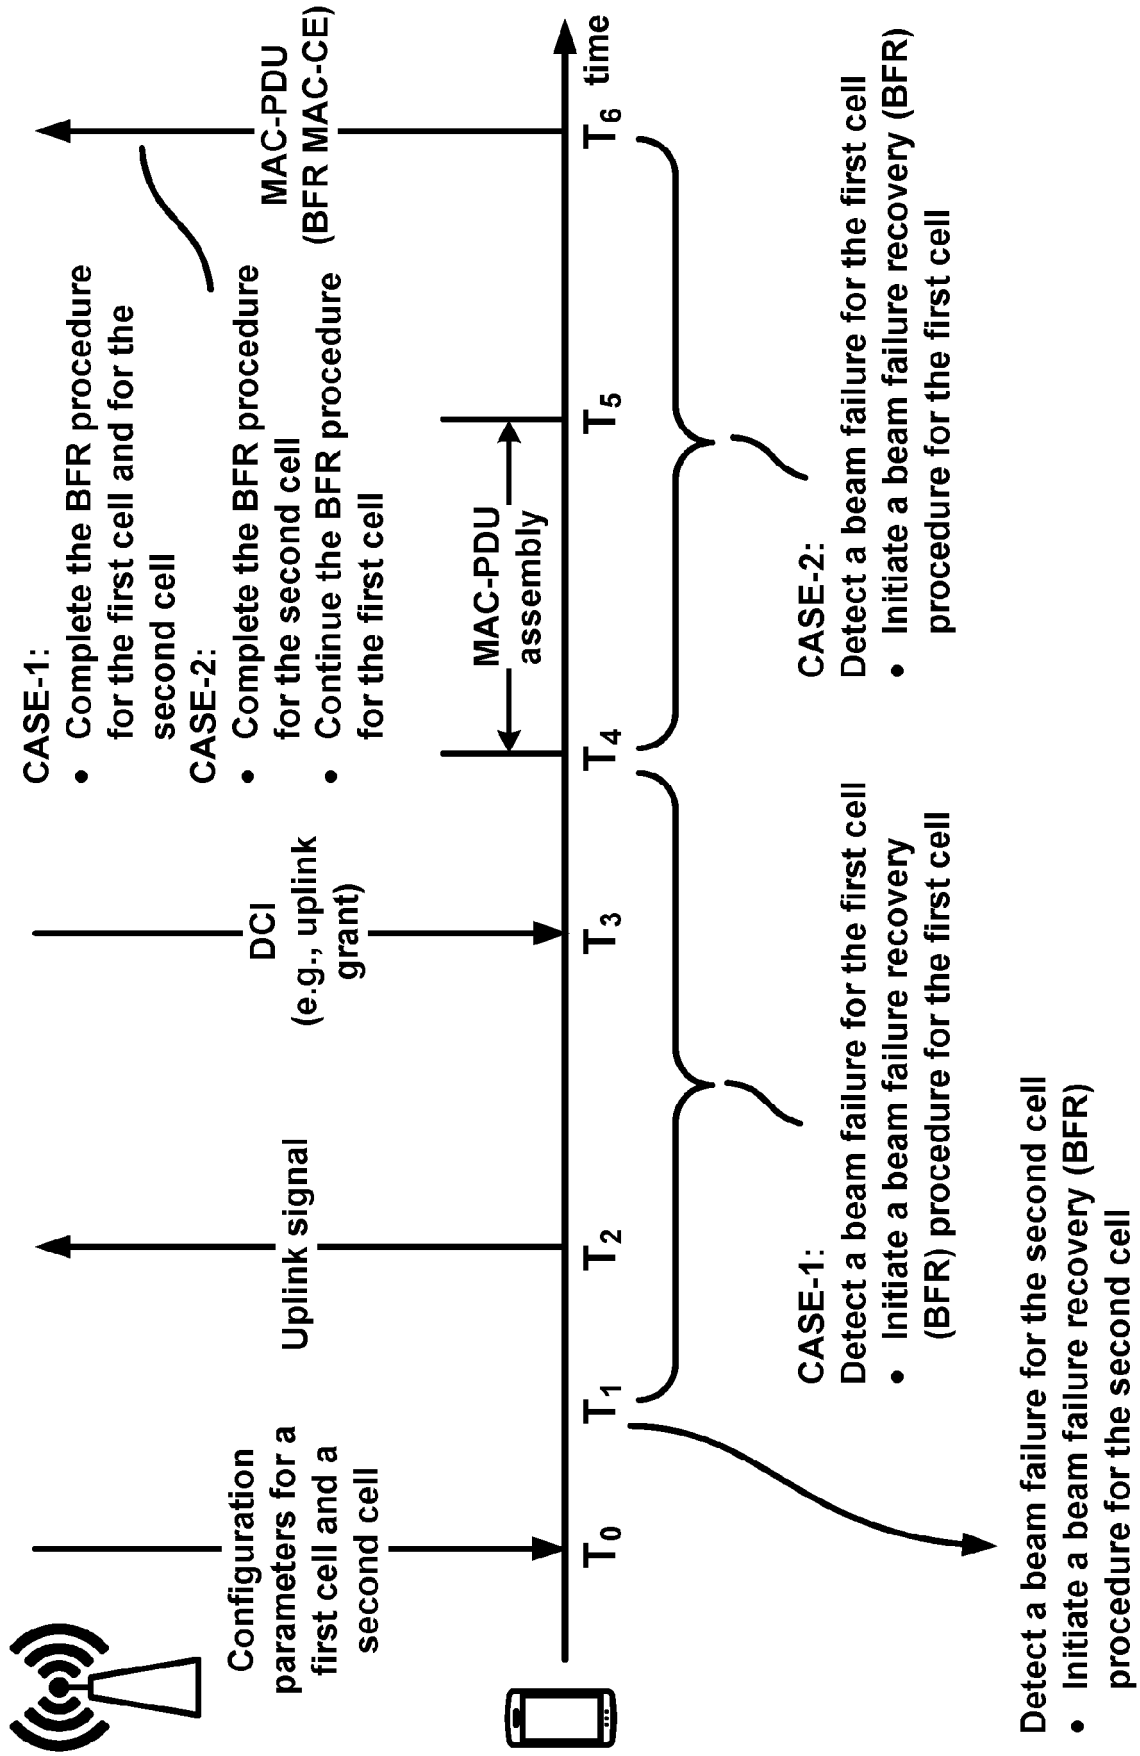 Configuration
parameters for a
first cell and a
second cell
Uplink signal
DCI
(e.g., uplink
grant)
CASE-1:
• Complete the BFR procedure
for the first cell and for the
second cell
CASE-2:
• Complete the BFR procedure
for the second cell
• Continue the BFR procedure
for the first cell
MAC-PDU
assembly
MAC-PDU
(BFR MAC-CE)
T0
T1
T2
T3
T4
T5
T6
time
Detect a beam failure for the second cell
• Initiate a beam failure recovery (BFR)
procedure for the second cell
CASE-1:
Detect a beam failure for the first cell
• Initiate a beam failure recovery
(BFR) procedure for the first cell
CASE-2:
Detect a beam failure for the first cell
• Initiate a beam failure recovery (BFR)
procedure for the first cell